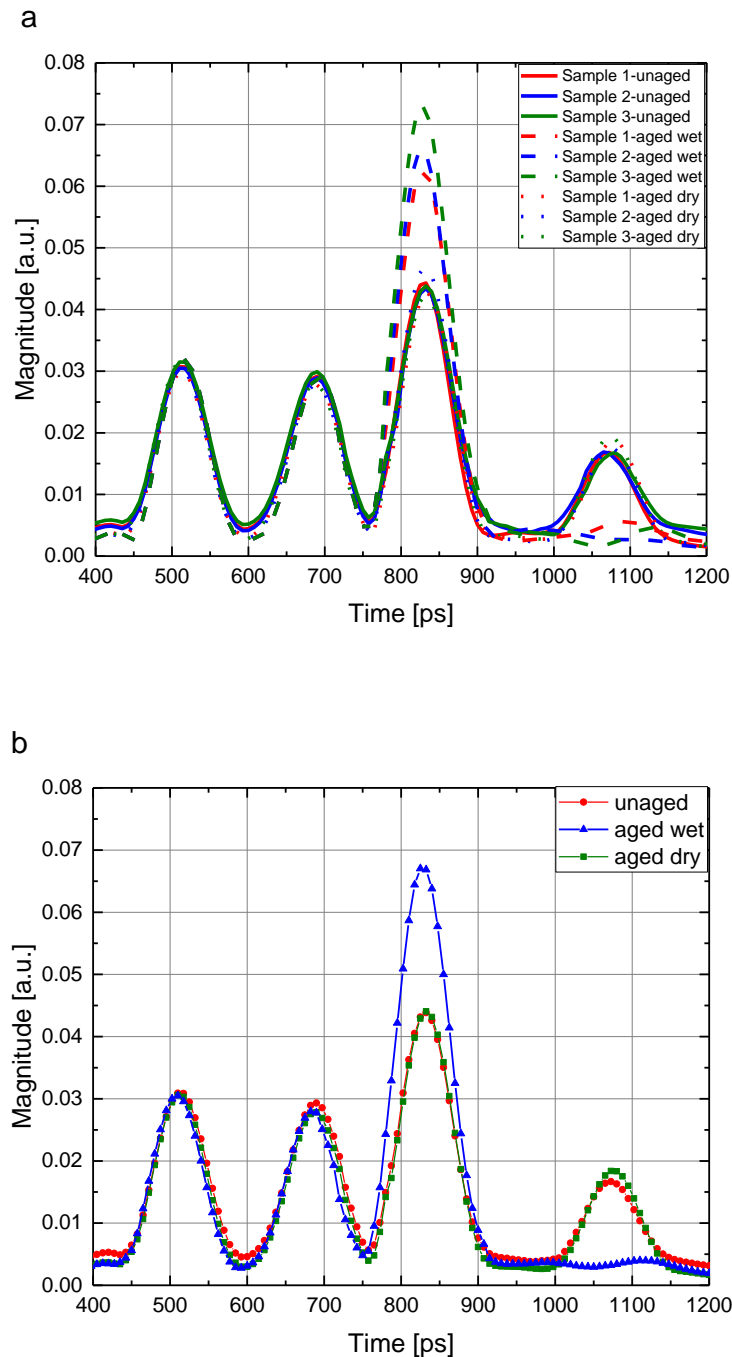 a
Magnitude [a.u.]
0.08
0.07
0.06
0.05
0.04
0.03
0.02
0.01
0.00
Sample 1-unaged
Sample 2-unaged
Sample 3-unaged
Sample 1-aged wet
Sample 2-aged wet
Sample 3-aged wet
Sample 1-aged dry
Sample 2-aged dry
Sample 3-aged dry
400 500 600 700 800 900 1000 1100 1200
Time [ps]
b
Magnitude [a.u.]
0.08
0.07
0.06
0.05
0.04
0.03
0.02
0.01
0.00
unaged
aged wet
aged dry
400 500 600 700 800 900 1000 1100 1200
Time [ps]